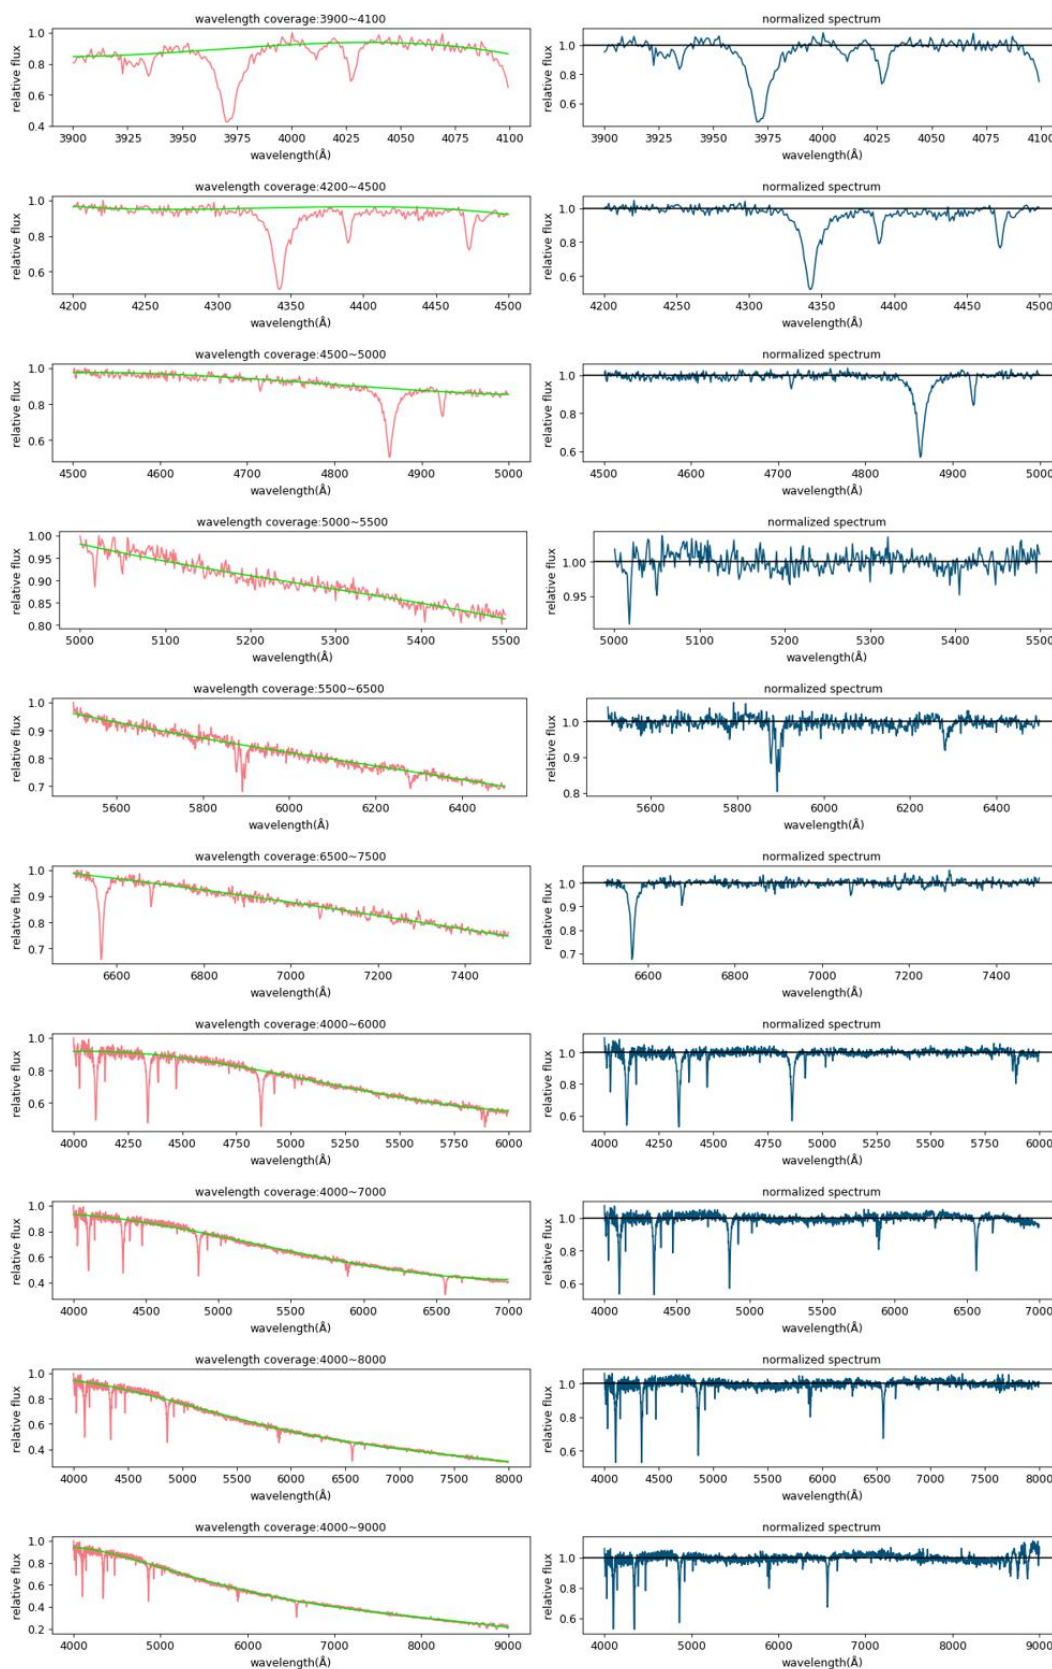 wavelength coverage:3900~4100
normalized spectrum
relative flux
1.0
0.8
0.6
0.4
3900 3925 3950 3975 4000 4025 4050 4075 4100
wavelength(Å)
relative flux
1.0
0.8
0.6
3900 3925 3950 3975 4000 4025 4050 4075 4100
wavelength(Å)
wavelength coverage:4200~4500
normalized spectrum
relative flux
1.0
0.8
0.6
4200 4250 4300 4350 4400 4450 4500
wavelength(Å)
relative flux
1.0
0.8
0.6
4200 4250 4300 4350 4400 4450 4500
wavelength(Å)
wavelength coverage:4500~5000
normalized spectrum
relative flux
1.0
0.8
0.6
4500 4600 4700 4800 4900 5000
wavelength(Å)
relative flux
1.0
0.8
0.6
4500 4600 4700 4800 4900 5000
wavelength(Å)
wavelength coverage:5000~5500
normalized spectrum
relative flux
1.00
0.95
0.90
0.85
0.80
5000 5100 5200 5300 5400 5500
wavelength(Å)
relative flux
1.00
0.95
5000 5100 5200 5300 5400 5500
wavelength(Å)
wavelength coverage:5500~6500
normalized spectrum
relative flux
1.0
0.9
0.8
0.7
5600 5800 6000 6200 6400
wavelength(Å)
relative flux
1.0
0.9
0.8
5600 5800 6000 6200 6400
wavelength(Å)
wavelength coverage:6500~7500
normalized spectrum
relative flux
1.0
0.9
0.8
0.7
6600 6800 7000 7200 7400
wavelength(Å)
relative flux
1.0
0.9
0.8
0.7
6600 6800 7000 7200 7400
wavelength(Å)
wavelength coverage:4000~6000
normalized spectrum
relative flux
1.0
0.8
0.6
4000 4250 4500 4750 5000 5250 5500 5750 6000
wavelength(Å)
relative flux
1.0
0.8
0.6
4000 4250 4500 4750 5000 5250 5500 5750 6000
wavelength(Å)
wavelength coverage:4000~7000
normalized spectrum
relative flux
1.0
0.8
0.6
0.4
4000 4500 5000 5500 6000 6500 7000
wavelength(Å)
relative flux
1.0
0.8
0.6
4000 4500 5000 5500 6000 6500 7000
wavelength(Å)
wavelength coverage:4000~8000
normalized spectrum
relative flux
1.0
0.8
0.6
0.4
4000 4500 5000 5500 6000 6500 7000 7500 8000
wavelength(Å)
relative flux
1.0
0.8
0.6
4000 4500 5000 5500 6000 6500 7000 7500 8000
wavelength(Å)
wavelength coverage:4000~9000
normalized spectrum
relative flux
1.0
0.8
0.6
0.4
0.2
4000 5000 6000 7000 8000 9000
wavelength(Å)
relative flux
1.0
0.8
0.6
4000 5000 6000 7000 8000 9000
wavelength(Å)